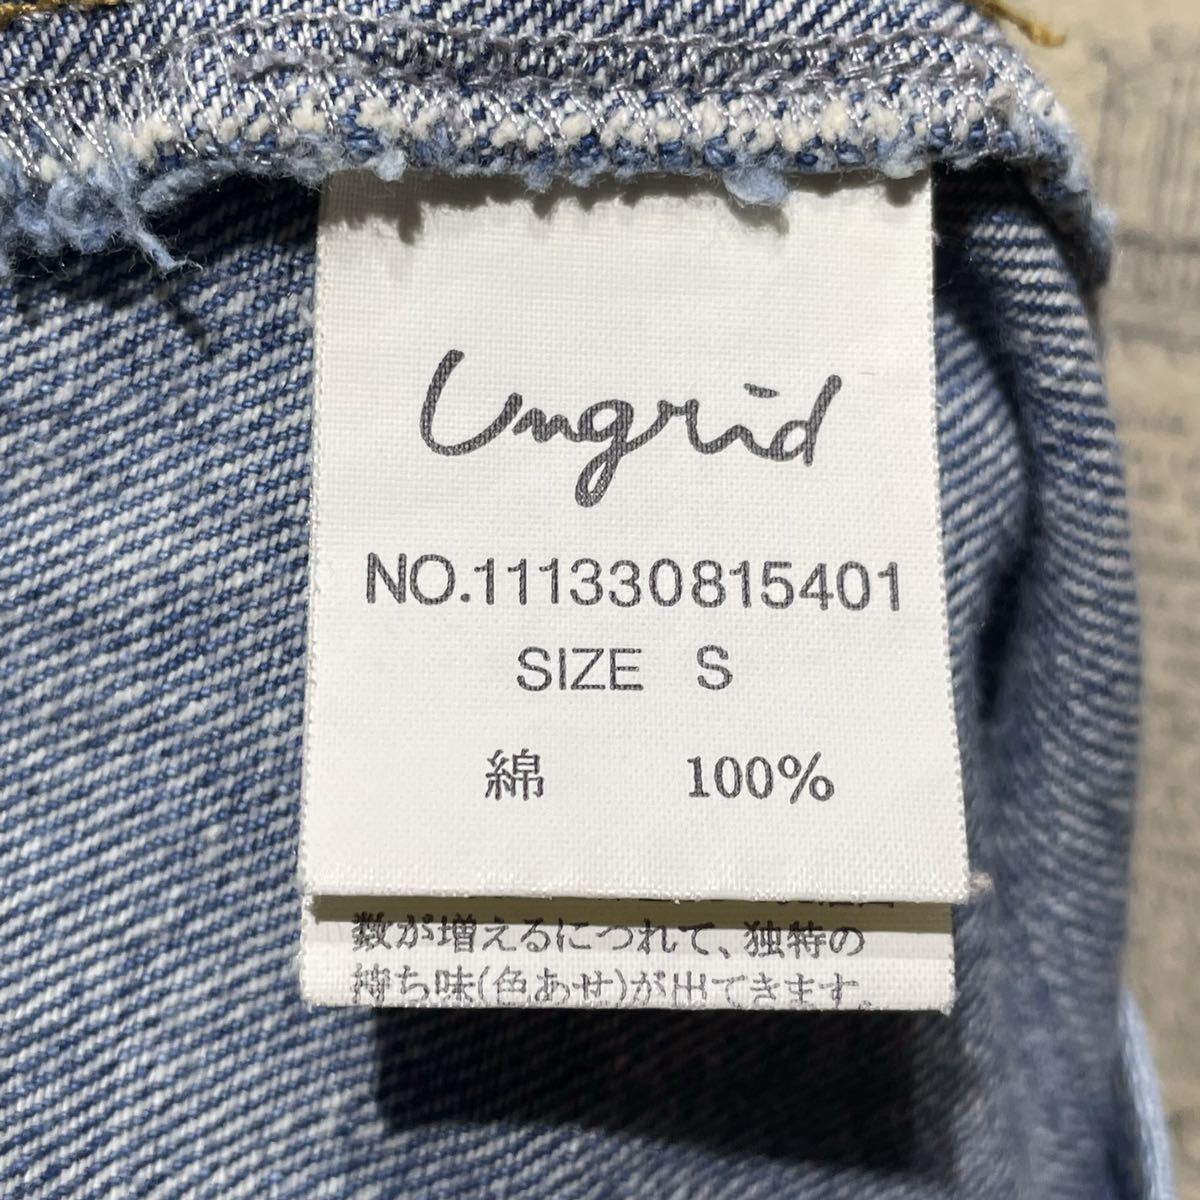 Ungrid
NO.111330815401
SIZE S
綿 100%
数が増えるにつれて、独特の
持ち味(色あせ)が出てきます。